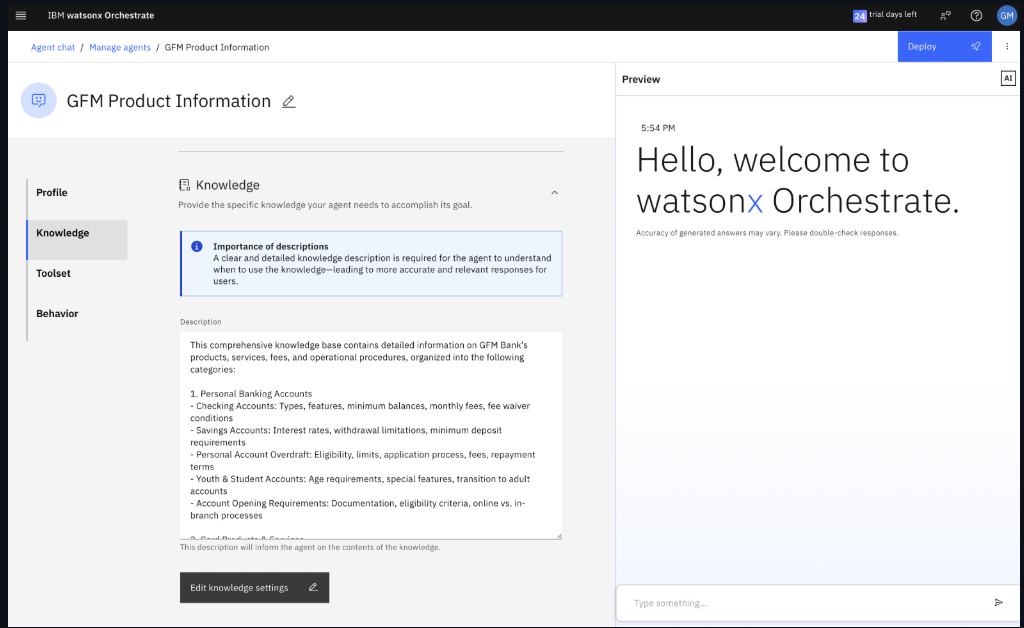 IBM watsonx Orchestrate
24 trial days left
GM
Agent chat / Manage agents / GFM Product Information
Deploy
GFM Product Information
Profile
Knowledge
Toolset
Behavior
Knowledge
Provide the specific knowledge your agent needs to accomplish its goal.
Importance of descriptions
A clear and detailed knowledge description is required for the agent to understand
when to use the knowledge—leading to more accurate and relevant responses for
users.
Description
This comprehensive knowledge base contains detailed information on GFM Bank's
products, services, fees, and operational procedures, organized into the following
categories:
1. Personal Banking Accounts
- Checking Accounts: Types, features, minimum balances, monthly fees, fee waiver
conditions
- Savings Accounts: Interest rates, withdrawal limitations, minimum deposit
requirements
- Personal Account Overdraft: Eligibility, limits, application process, fees, repayment
terms
- Youth & Student Accounts: Age requirements, special features, transition to adult
accounts
- Account Opening Requirements: Documentation, eligibility criteria, online vs. in-
branch processes
2. Card Products & Services
This description will inform the agent on the contents of the knowledge.
Edit knowledge settings
Preview
AI
5:54 PM
Hello, welcome to
watsonx Orchestrate.
Accuracy of generated answers may vary. Please double-check responses.
Type something...